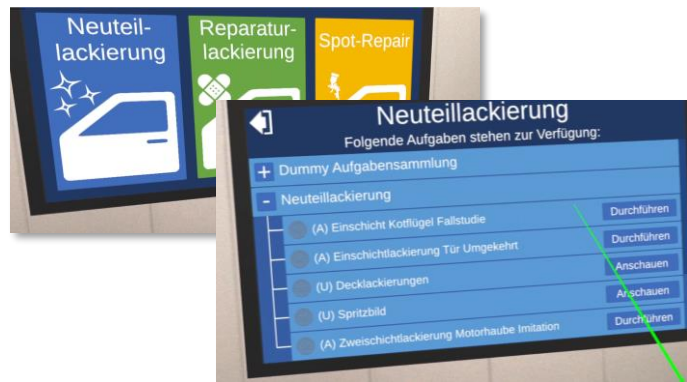 Neuteil-
lackierung
Reparatur-
lackierung
Spot-Repair
Neuteillackierung
Folgende Aufgaben stehen zur Verfügung:
+ Dummy Aufgabensammlung
- Neuteillackierung
(A) Einschicht Kotflügel Fallstudie Durchführen
(A) Einschichtlackierung Tür Umgekehrt Durchführen
(U) Decklackierungen Anschauen
(U) Spritzbild Anschauen
(A) Zweischichtlackierung Motorhaube Imitation Durchführen